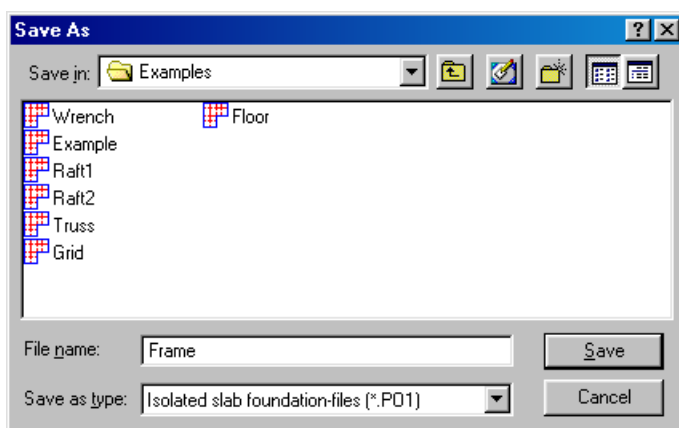 Save As
Save in: Examples
Wrench Floor
Example
Raft1
Raft2
Truss
Grid
File name: Frame Save
Save as type: Isolated slab foundation-files (*.PO1) Cancel